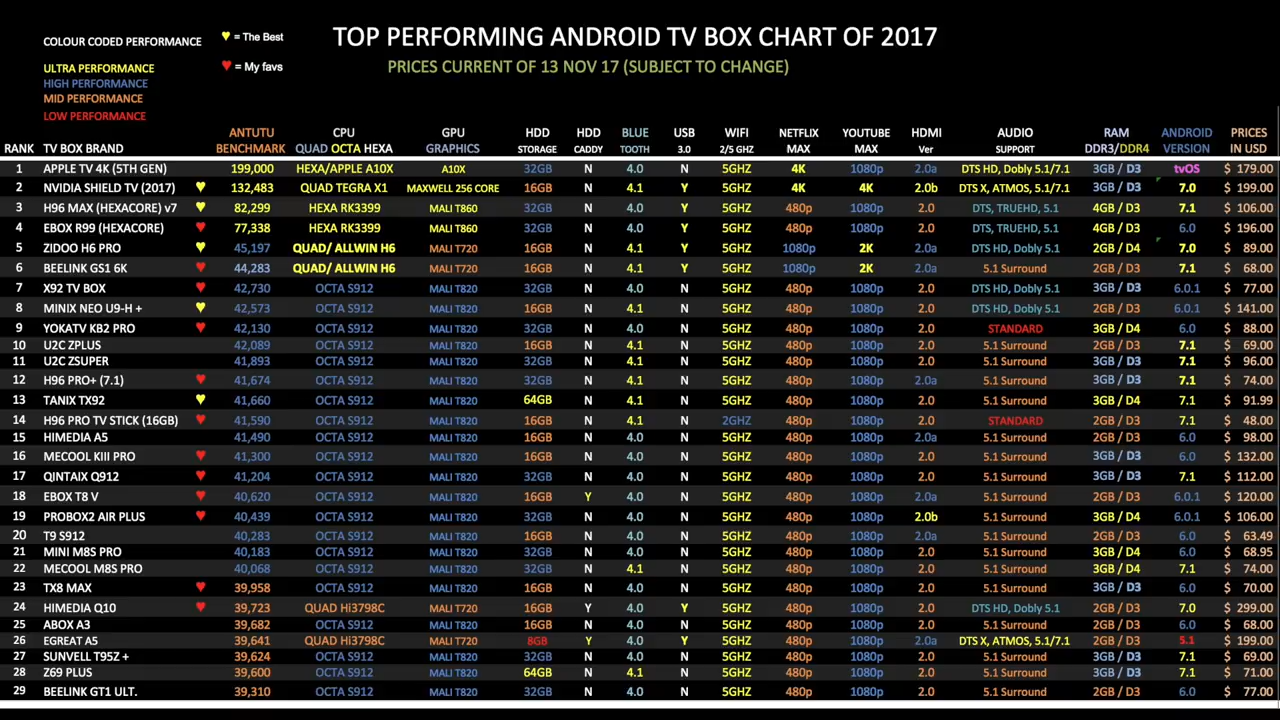 COLOUR CODED PERFORMANCE ♥ = The Best TOP PERFORMING ANDROID TV BOX CHART OF 2017
ULTRA PERFORMANCE ♥ = My favs PRICES CURRENT OF 13 NOV 17 (SUBJECT TO CHANGE)
HIGH PERFORMANCE
MID PERFORMANCE
LOW PERFORMANCE
ANTUTU CPU GPU HDD HDD BLUE USB WIFI NETFLIX YOUTUBE HDMI AUDIO RAM ANDROID PRICES
RANK TV BOX BRAND BENCHMARK QUAD OCTA HEXA GRAPHICS STORAGE CADDY TOOTH 3.0 2/5 GHZ MAX MAX Ver SUPPORT DDR3/DDR4 VERSION IN USD
1 APPLE TV 4K (5TH GEN) 199,000 HEXA/APPLE A10X A10X 32GB N 4.0 N 5GHZ 4K 1080p 2.0a DTS HD, Dobly 5.1/7.1 3GB / D3 tvOS $ 179.00
2 NVIDIA SHIELD TV (2017) ♥ 132,483 QUAD TEGRA X1 MAXWELL 256 CORE 16GB N 4.1 Y 5GHZ 4K 4K 2.0b DTS X, ATMOS, 5.1/7.1 3GB / D3 7.0 $ 199.00
3 H96 MAX (HEXACORE) v7 ♥ 82,299 HEXA RK3399 MALI T860 32GB N 4.0 Y 5GHZ 480p 1080p 2.0 DTS, TRUEHD, 5.1 4GB / D3 7.1 $ 106.00
4 EBOX R99 (HEXACORE) ♥ 77,338 HEXA RK3399 MALI T860 32GB N 4.0 Y 5GHZ 480p 1080p 2.0 DTS, TRUEHD, 5.1 4GB / D3 6.0 $ 196.00
5 ZIDOO H6 PRO ♥ 45,197 QUAD/ ALLWIN H6 MALI T720 16GB N 4.1 Y 5GHZ 1080p 2K 2.0a DTS HD, Dobly 5.1 2GB / D4 7.0 $ 89.00
6 BEELINK GS1 6K ♥ 44,283 QUAD/ ALLWIN H6 MALI T720 16GB N 4.1 Y 5GHZ 1080p 2K 2.0a 5.1 Surround 2GB / D3 7.1 $ 68.00
7 X92 TV BOX ♥ 42,730 OCTA S912 MALI T820 32GB N 4.0 N 5GHZ 480p 1080p 2.0 DTS HD, Dobly 5.1 3GB / D3 6.0.1 $ 77.00
8 MINIX NEO U9-H + ♥ 42,573 OCTA S912 MALI T820 16GB N 4.1 N 5GHZ 480p 1080p 2.0a DTS HD, Dobly 5.1 2GB / D3 6.0.1 $ 141.00
9 YOKATV KB2 PRO ♥ 42,130 OCTA S912 MALI T820 32GB N 4.0 N 5GHZ 480p 1080p 2.0 STANDARD 3GB / D4 6.0 $ 88.00
10 U2C ZPLUS 42,089 OCTA S912 MALI T820 32GB N 4.1 N 5GHZ 480p 1080p 2.0 5.1 Surround 2GB / D3 7.1 $ 69.00
11 U2C ZSUPER 41,893 OCTA S912 MALI T820 32GB N 4.1 N 5GHZ 480p 1080p 2.0 5.1 Surround 3GB / D3 7.1 $ 96.00
12 H96 PRO+ (7.1) ♥ 41,674 OCTA S912 MALI T820 32GB N 4.1 N 5GHZ 480p 1080p 2.0a 5.1 Surround 3GB / D3 7.1 $ 74.00
13 TANIX TX92 ♥ 41,660 OCTA S912 MALI T820 64GB N 4.1 N 5GHZ 480p 1080p 2.0 5.1 Surround 3GB / D4 7.1 $ 91.99
14 H96 PRO TV STICK (16GB) ♥ 41,590 OCTA S912 MALI T820 16GB N 4.1 N 2GHZ 480p 1080p 2.0 STANDARD 2GB / D3 7.1 $ 48.00
15 HIMEDIA A5 41,490 OCTA S912 MALI T820 16GB N 4.0 N 5GHZ 480p 1080p 2.0a 5.1 Surround 2GB / D3 6.0 $ 98.00
16 MECOOL KIII PRO ♥ 41,300 OCTA S912 MALI T820 16GB N 4.0 N 5GHZ 480p 1080p 2.0 5.1 Surround 3GB / D3 6.0 $ 132.00
17 QINTAIX Q912 ♥ 41,204 OCTA S912 MALI T820 32GB N 4.0 N 5GHZ 480p 1080p 2.0 5.1 Surround 3GB / D3 7.1 $ 112.00
18 EBOX T8 V ♥ 40,620 OCTA S912 MALI T820 16GB Y 4.0 N 5GHZ 480p 1080p 2.0a 5.1 Surround 2GB / D3 6.0.1 $ 120.00
19 PROBOX2 AIR PLUS ♥ 40,439 OCTA S912 MALI T820 32GB N 4.0 N 5GHZ 480p 1080p 2.0b 5.1 Surround 3GB / D4 6.0.1 $ 106.00
20 T9 S912 40,283 OCTA S912 MALI T820 16GB N 4.0 N 5GHZ 480p 1080p 2.0a 5.1 Surround 2GB / D3 6.0 $ 63.49
21 MINI M8S PRO 40,183 OCTA S912 MALI T820 32GB N 4.0 N 5GHZ 480p 1080p 2.0 5.1 Surround 3GB / D4 6.0 $ 68.95
22 MECOOL M8S PRO 40,068 OCTA S912 MALI T820 32GB N 4.1 N 5GHZ 480p 1080p 2.0 5.1 Surround 3GB / D4 7.1 $ 74.00
23 TX8 MAX ♥ 39,958 OCTA S912 MALI T820 16GB N 4.0 N 5GHZ 480p 1080p 2.0 5.1 Surround 3GB / D3 6.0 $ 70.00
24 HIMEDIA Q10 ♥ 39,723 QUAD Hi3798C MALI T720 16GB Y 4.0 Y 5GHZ 480p 1080p 2.0 DTS HD, Dobly 5.1 2GB / D3 7.0 $ 299.00
25 ABOX A3 39,682 OCTA S912 MALI T820 16GB N 4.0 N 5GHZ 480p 1080p 2.0 5.1 Surround 2GB / D3 6.0 $ 68.00
26 EGREAT A5 39,641 QUAD Hi3798C MALI T720 8GB Y 4.0 Y 5GHZ 480p 1080p 2.0a DTS X, ATMOS, 5.1/7.1 2GB / D3 5.1 $ 199.00
27 SUNVELL T95Z + 39,624 OCTA S912 MALI T820 32GB N 4.0 N 5GHZ 480p 1080p 2.0 5.1 Surround 3GB / D3 7.1 $ 69.00
28 Z69 PLUS 39,600 OCTA S912 MALI T820 64GB N 4.1 N 5GHZ 480p 1080p 2.0 5.1 Surround 3GB / D3 7.1 $ 71.00
29 BEELINK GT1 ULT. 39,310 OCTA S912 MALI T820 32GB N 4.0 N 5GHZ 480p 1080p 2.0 5.1 Surround 2GB / D3 6.0 $ 77.00